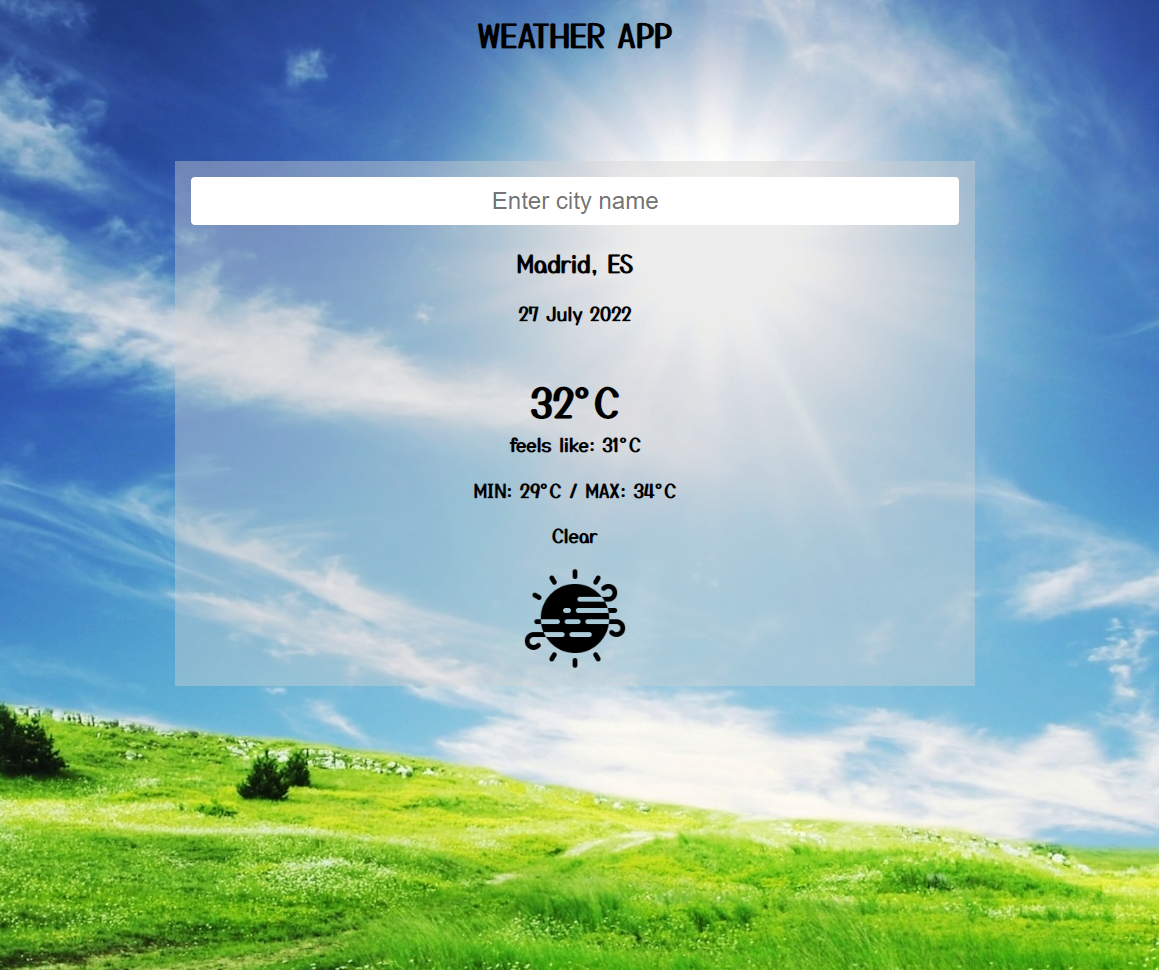 WEATHER APP
Enter city name
Madrid, ES
27 July 2022
32°C
feels like: 31°C
MIN: 29°C / MAX: 34°C
Clear